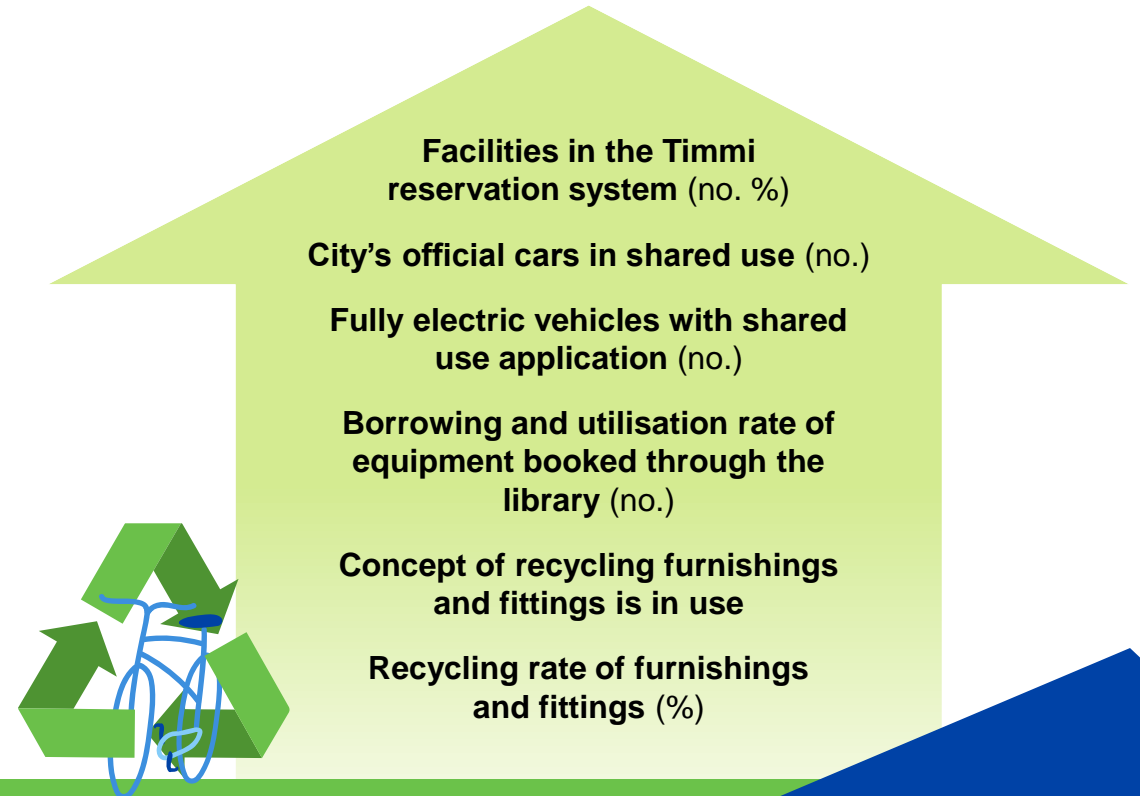 Facilities in the Timmi
reservation system (no. %)
City’s official cars in shared use (no.)
Fully electric vehicles with shared
use application (no.)
Borrowing and utilisation rate of
equipment booked through the
library (no.)
Concept of recycling furnishings
and fittings is in use
Recycling rate of furnishings
and fittings (%)